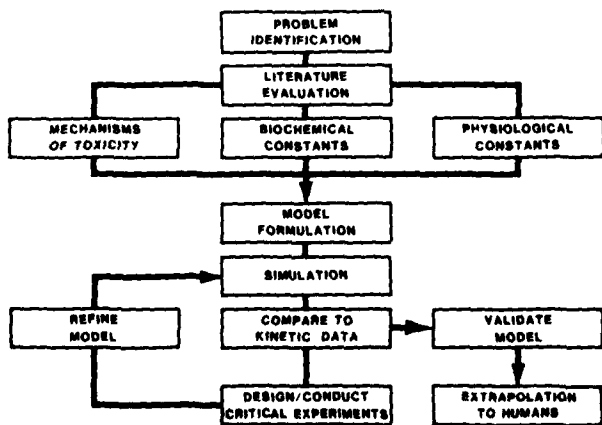 PROBLEM
IDENTIFICATION
LITERATURE
EVALUATION
MECHANISMS
OF TOXICITY
BIOCHEMICAL
CONSTANTS
PHYSIOLOGICAL
CONSTANTS
MODEL
FORMULATION
SIMULATION
REFINE
MODEL
COMPARE TO
KINETIC DATA
VALIDATE
MODEL
DESIGN/CONDUCT
CRITICAL EXPERIMENTS
EXTRAPOLATION
TO HUMANS